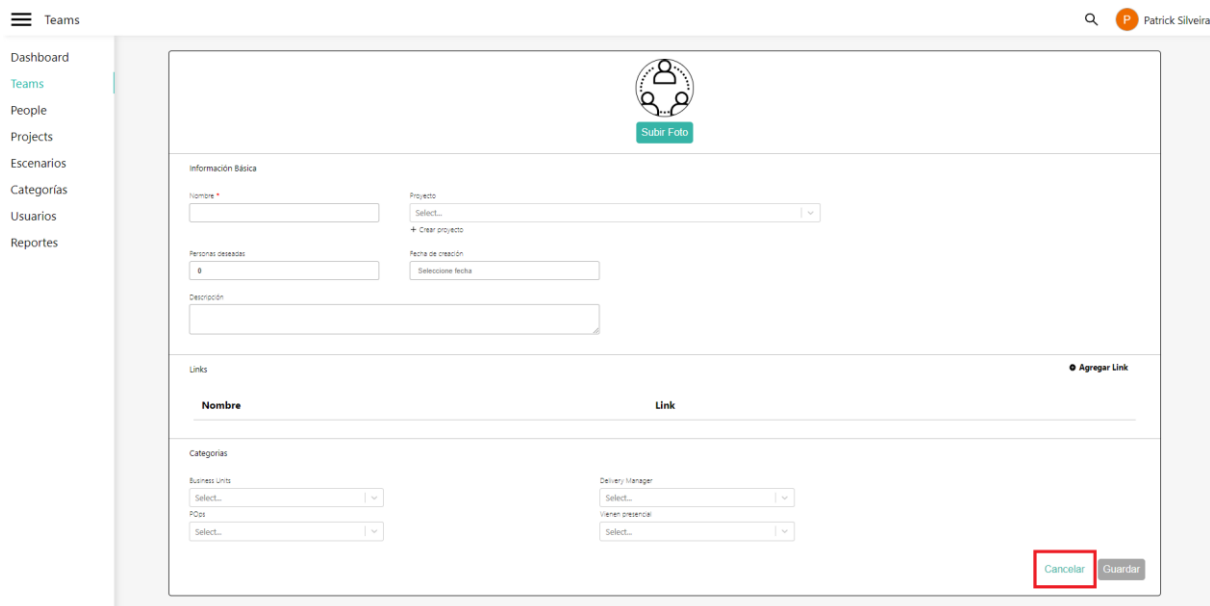 Teams
P Patrick Silveira
Dashboard
Teams
People
Projects
Escenarios
Categorías
Usuarios
Reportes
Subir Foto
Información Básica
Nombre * Proyecto
Select...
+ Crear proyecto
Personas deseadas Fecha de creación
0 Seleccione fecha
Descripción
Links Agregar Link
Nombre Link
Categorias
Business Units Delivery Manager
Select... Select...
POps Vienen presencial
Select... Select...
Cancelar Guardar